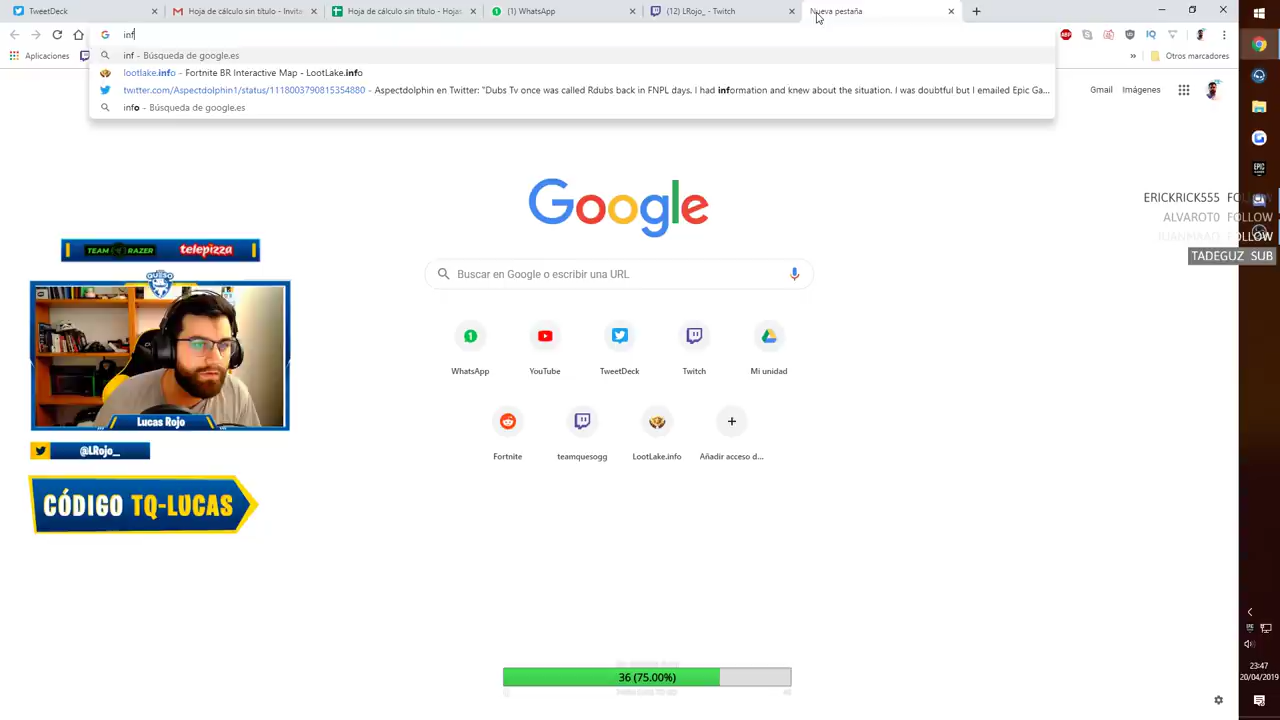 TweetDeck
Hoja de cálculo sin título - Invita
Hoja de cálculo sin título - Hojas
(1) WhatsApp
(12) LRojo_ - Twitch
Nueva pestaña
inf
ABP
IQ
Aplicaciones
Otros marcadores
inf - Búsqueda de google.es
lootlake.info - Fortnite BR Interactive Map - LootLake.info
twitter.com/Aspectdolphin1/status/1118003790815354880 - Aspectdolphin en Twitter: "Dubs Tv once was called Rdubs back in FNPL days. I had information and knew about the situation. I was doubtful but I emailed Epic Ga...
info - Búsqueda de google.es
Gmail
Imágenes
Google
Buscar en Google o escribir una URL
WhatsApp
YouTube
TweetDeck
Twitch
Mi unidad
Fortnite
teamquesogg
LootLake.info
Añadir acceso d...
ERICKRICK555 FOLLOW
ALVAROT0 FOLLOW
FOLLOW
TADEGUZ SUB
TEAM RAZER
telepizza
QUESO
Lucas Rojo
@LRojo_
CÓDIGO TQ-LUCAS
36 (75.00%)
23:47
20/04/2019